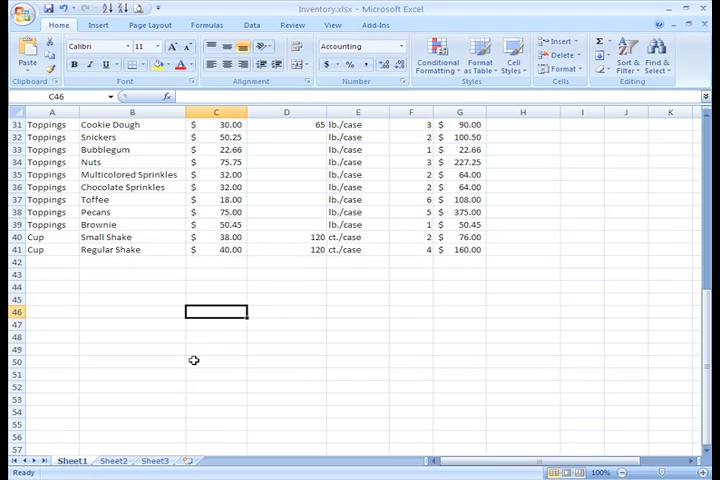 Inventory.xlsx - Microsoft Excel
Home Insert Page Layout Formulas Data Review View Add-Ins
Paste
Clipboard
Calibri 11
B I U
Font
Alignment
Accounting
$ % ,
Number
Conditional Formatting
Format as Table
Cell Styles
Styles
Insert
Delete
Format
Cells
Σ
Sort & Filter
Find & Select
Editing
C46 fx
A B C D E F G H I J K
31 Toppings Cookie Dough $ 30.00 65 lb./case 3 $ 90.00
32 Toppings Snickers $ 50.25 lb./case 2 $ 100.50
33 Toppings Bubblegum $ 22.66 lb./case 1 $ 22.66
34 Toppings Nuts $ 75.75 lb./case 3 $ 227.25
35 Toppings Multicolored Sprinkles $ 32.00 lb./case 2 $ 64.00
36 Toppings Chocolate Sprinkles $ 32.00 lb./case 2 $ 64.00
37 Toppings Toffee $ 18.00 lb./case 6 $ 108.00
38 Toppings Pecans $ 75.00 lb./case 5 $ 375.00
39 Toppings Brownie $ 50.45 lb./case 1 $ 50.45
40 Cup Small Shake $ 38.00 120 ct./case 2 $ 76.00
41 Cup Regular Shake $ 40.00 120 ct./case 4 $ 160.00
42
43
44
45
46
47
48
49
50
51
52
53
54
55
56
57
Sheet1 Sheet2 Sheet3
Ready 100%